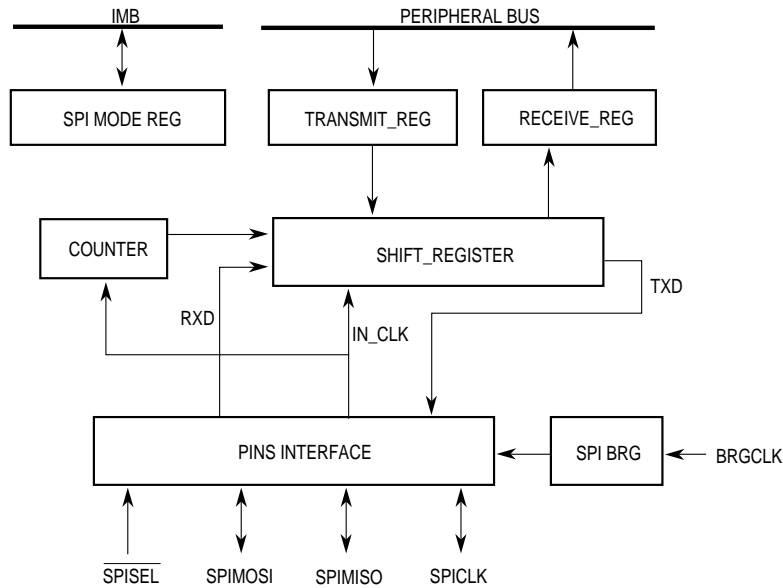 IMB
PERIPHERAL BUS
SPI MODE REG
TRANSMIT_REG
RECEIVE_REG
COUNTER
SHIFT_REGISTER
TXD
RXD
IN_CLK
PINS INTERFACE
SPI BRG
BRGCLK
SPISEL
SPIMOSI
SPIMISO
SPICLK